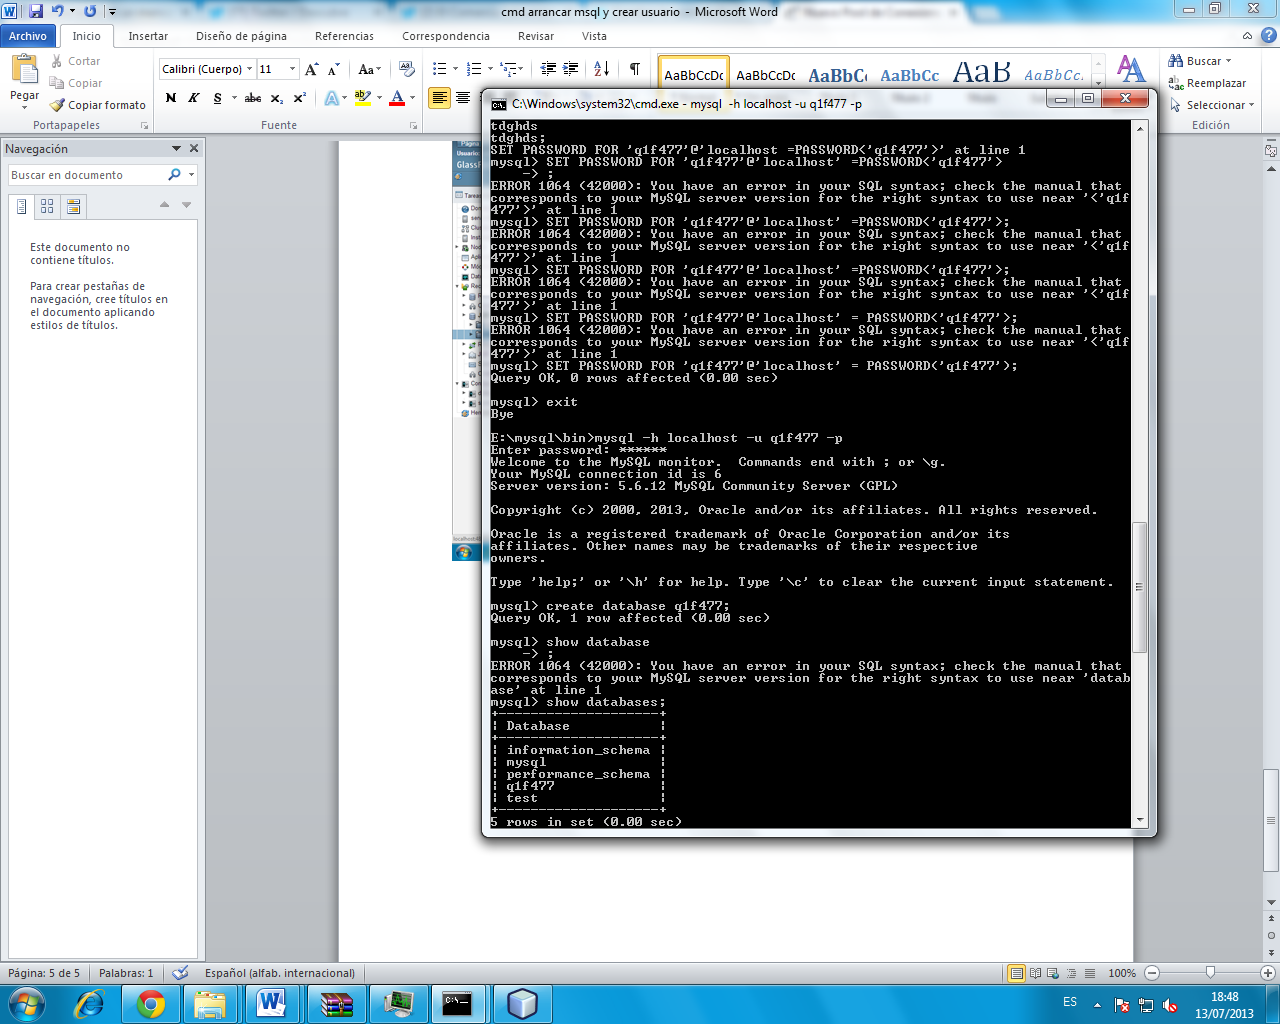 cmd arrancar msql y crear usuario - Microsoft Word
Archivo Inicio Insertar Diseño de página Referencias Correspondencia Revisar Vista
Pegar
Cortar
Copiar
Copiar formato
Portapapeles
Calibri (Cuerpo) 11
Fuente
AaBbCcDc AaBbCcDc AaBbC AaBbCc AaB AaBbCc.
Buscar
Reemplazar
Seleccionar
Edición
Navegación
Buscar en documento
Este documento no
contiene títulos.
Para crear pestañas de
navegación, cree títulos en
el documento aplicando
estilos de títulos.
C:\Windows\system32\cmd.exe - mysql -h localhost -u q1f477 -p
tdghds
tdghds;
SET PASSWORD FOR 'q1f477'@'localhost =PASSWORD<'q1f477'>' at line 1
mysql> SET PASSWORD FOR 'q1f477'@'localhost' =PASSWORD<'q1f477'>
-> ;
ERROR 1064 (42000): You have an error in your SQL syntax; check the manual that
corresponds to your MySQL server version for the right syntax to use near '<'q1f
477'>' at line 1
mysql> SET PASSWORD FOR 'q1f477'@'localhost' =PASSWORD<'q1f477'>;
ERROR 1064 (42000): You have an error in your SQL syntax; check the manual that
corresponds to your MySQL server version for the right syntax to use near '<'q1f
477'>' at line 1
mysql> SET PASSWORD FOR 'q1f477'@'localhost' =PASSWORD<'q1f477'>;
ERROR 1064 (42000): You have an error in your SQL syntax; check the manual that
corresponds to your MySQL server version for the right syntax to use near '<'q1f
477'>' at line 1
mysql> SET PASSWORD FOR 'q1f477'@'localhost' = PASSWORD<'q1f477'>;
ERROR 1064 (42000): You have an error in your SQL syntax; check the manual that
corresponds to your MySQL server version for the right syntax to use near '<'q1f
477'>' at line 1
mysql> SET PASSWORD FOR 'q1f477'@'localhost' = PASSWORD('q1f477');
Query OK, 0 rows affected (0.00 sec)
mysql> exit
Bye
E:\mysql\bin>mysql -h localhost -u q1f477 -p
Enter password: ******
Welcome to the MySQL monitor.  Commands end with ; or \g.
Your MySQL connection id is 6
Server version: 5.6.12 MySQL Community Server (GPL)
Copyright (c) 2000, 2013, Oracle and/or its affiliates. All rights reserved.
Oracle is a registered trademark of Oracle Corporation and/or its
affiliates. Other names may be trademarks of their respective
owners.
Type 'help;' or '\h' for help. Type '\c' to clear the current input statement.
mysql> create database q1f477;
Query OK, 1 row affected (0.00 sec)
mysql> show database
-> ;
ERROR 1064 (42000): You have an error in your SQL syntax; check the manual that
corresponds to your MySQL server version for the right syntax to use near 'datab
ase' at line 1
mysql> show databases;
Database
information_schema
mysql
performance_schema
q1f477
test
5 rows in set (0.00 sec)
Página: 5 de 5 Palabras: 1 Español (alfab. internacional) 100%
ES 18:48
13/07/2013